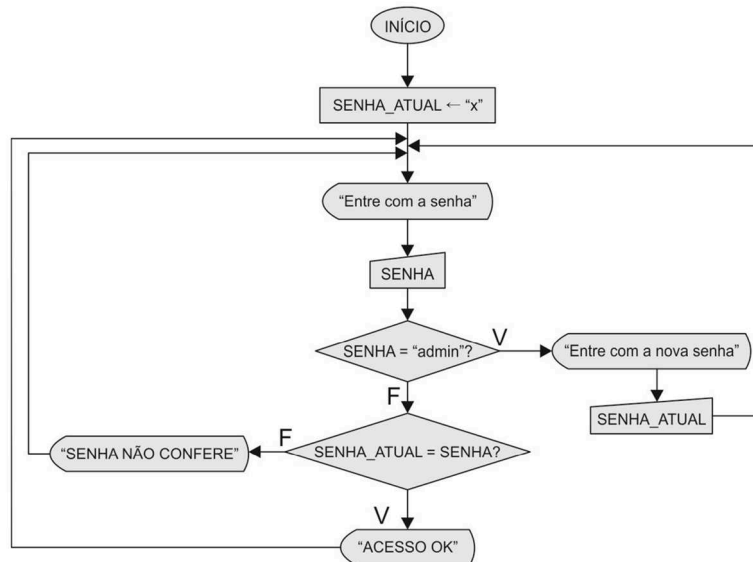 INÍCIO
SENHA_ATUAL ← “x”
“Entre com a senha”
SENHA
SENHA = “admin”?
V
“Entre com a nova senha”
F
SENHA_ATUAL
SENHA_ATUAL = SENHA?
F
“SENHA NÃO CONFERE”
V
“ACESSO OK”